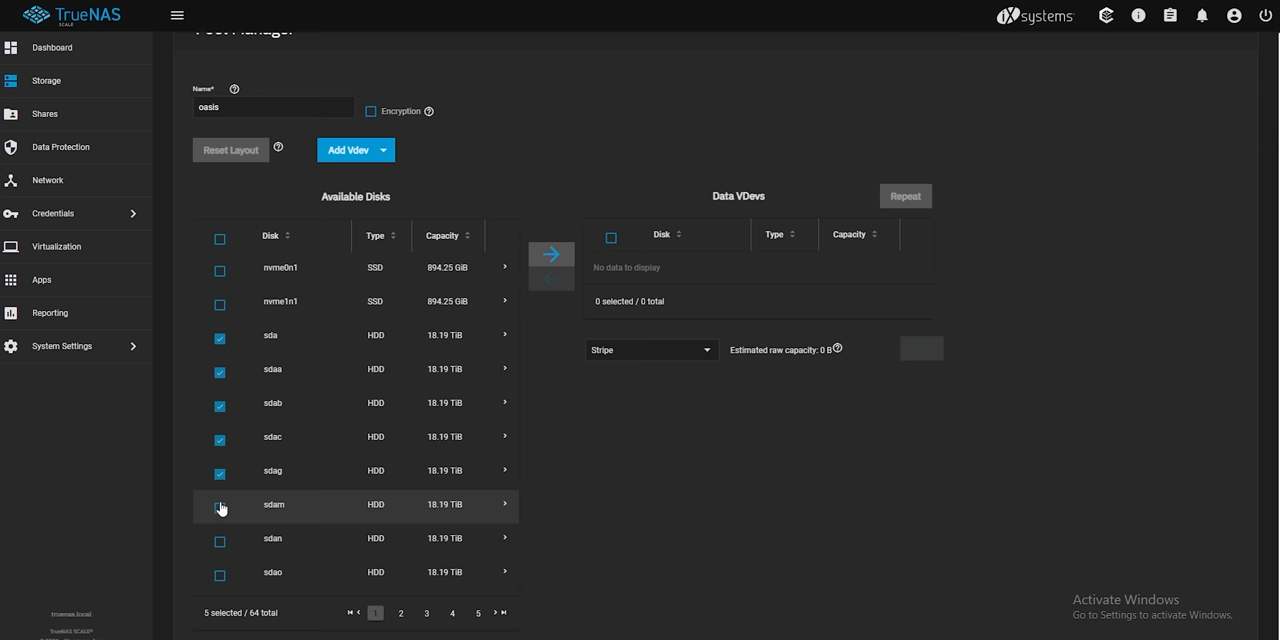 TrueNAS
SCALE
iXsystems
Dashboard
Storage
Shares
Data Protection
Network
Credentials
Virtualization
Apps
Reporting
System Settings
truenas.local
TrueNAS SCALE®
Pool Manager
Name*
oasis
Encryption
Reset Layout
Add Vdev
Available Disks
Disk Type Capacity
nvme0n1 SSD 894.25 GiB
nvme1n1 SSD 894.25 GiB
sda HDD 18.19 TiB
sdaa HDD 18.19 TiB
sdab HDD 18.19 TiB
sdac HDD 18.19 TiB
sdag HDD 18.19 TiB
sdam HDD 18.19 TiB
sdan HDD 18.19 TiB
sdao HDD 18.19 TiB
5 selected / 64 total 1 2 3 4 5
Data VDevs
Repeat
Disk Type Capacity
No data to display
0 selected / 0 total
Stripe Estimated raw capacity: 0 B
Activate Windows
Go to Settings to activate Windows.